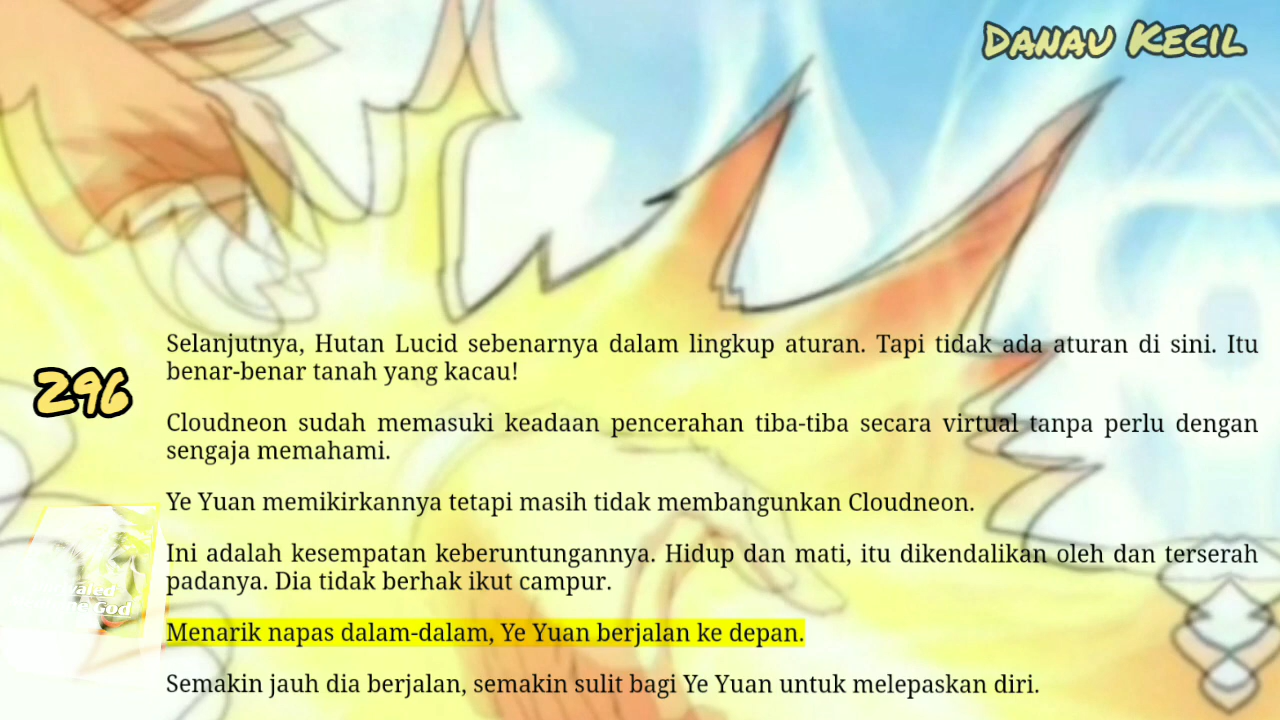 Danau Kecil
Selanjutnya, Hutan Lucid sebenarnya dalam lingkup aturan. Tapi tidak ada aturan di sini. Itu
benar-benar tanah yang kacau!
296
Cloudneon sudah memasuki keadaan pencerahan tiba-tiba secara virtual tanpa perlu dengan
sengaja memahami.
Ye Yuan memikirkannya tetapi masih tidak membangunkan Cloudneon.
Ini adalah kesempatan keberuntungannya. Hidup dan mati, itu dikendalikan oleh dan terserah
padanya. Dia tidak berhak ikut campur.
God
Menarik napas dalam-dalam, Ye Yuan berjalan ke depan.
Semakin jauh dia berjalan, semakin sulit bagi Ye Yuan untuk melepaskan diri.